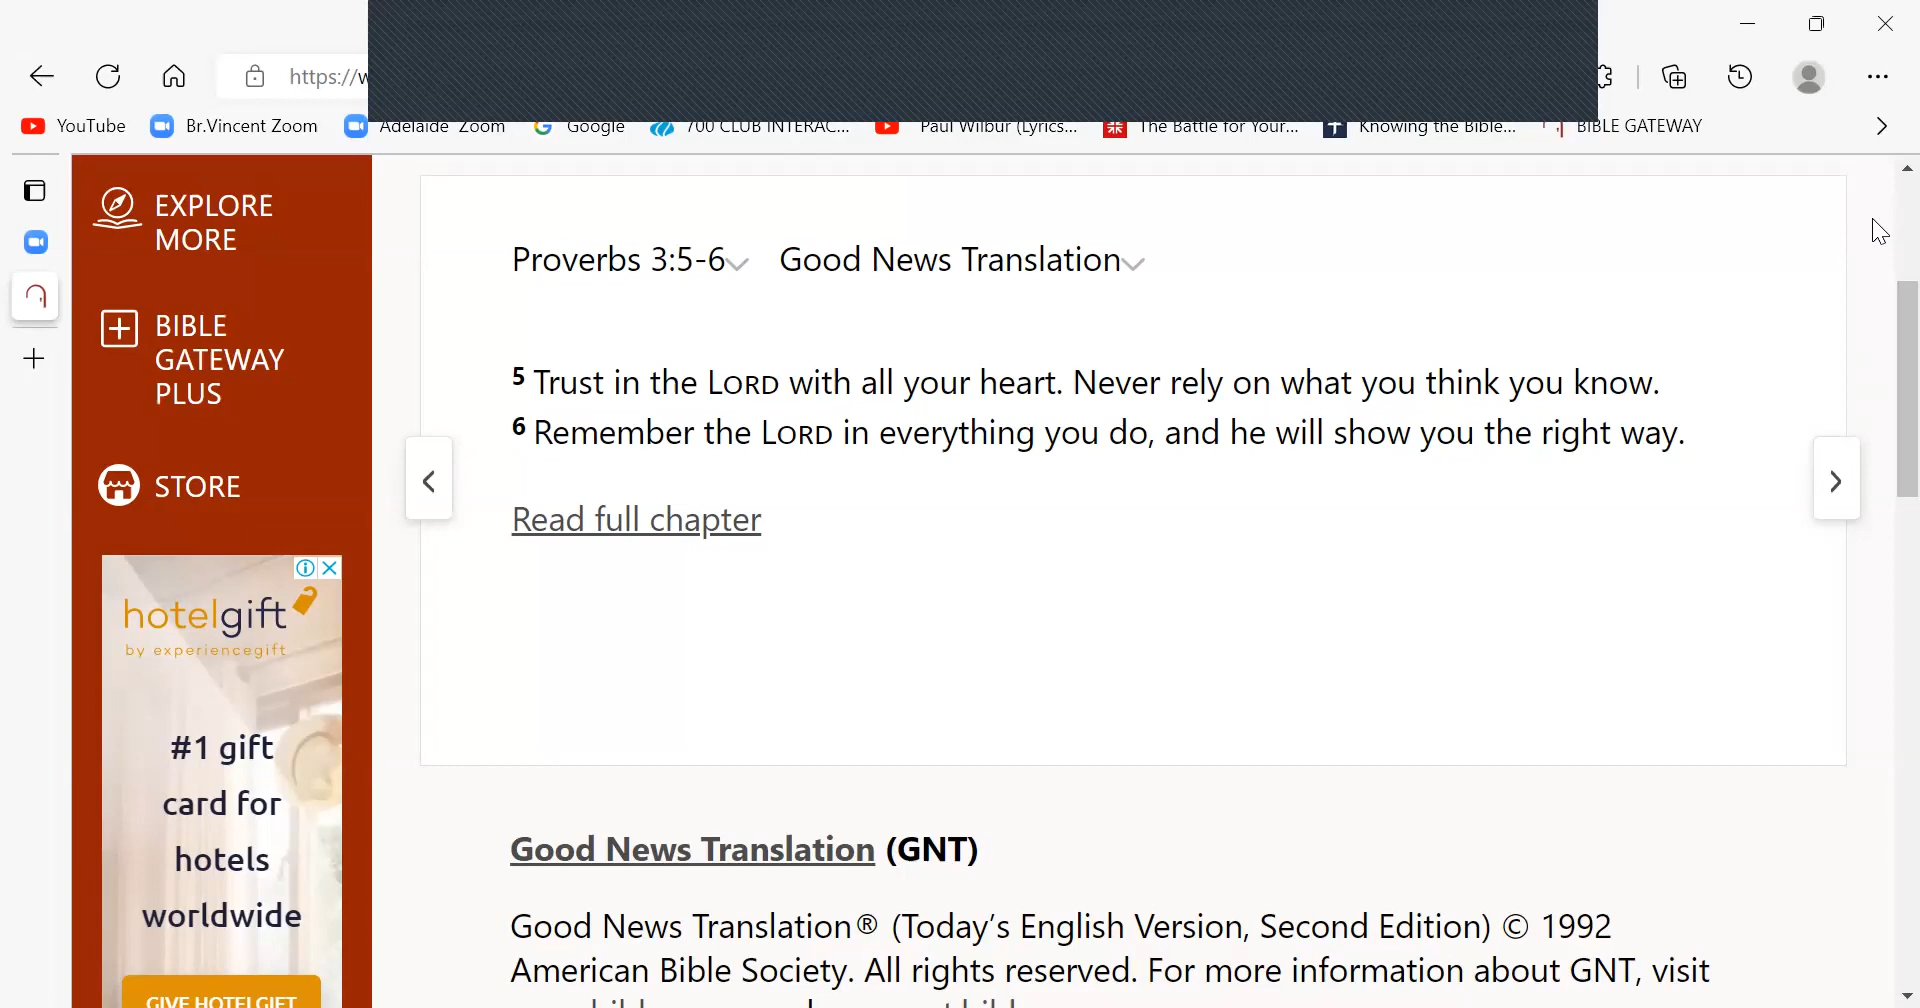 https://w
YouTube Br.Vincent Zoom Adelaide Zoom Google 700 CLUB INTERAC... Paul Wilbur (Lyrics... The Battle for Your... Knowing the Bible... BIBLE GATEWAY
EXPLORE
MORE
BIBLE
GATEWAY
PLUS
STORE
hotelgift
by experiencegift
#1 gift
card for
hotels
worldwide
GIVE HOTELGIFT
Proverbs 3:5-6 Good News Translation
5 Trust in the LORD with all your heart. Never rely on what you think you know.
6 Remember the LORD in everything you do, and he will show you the right way.
Read full chapter
Good News Translation (GNT)
Good News Translation® (Today’s English Version, Second Edition) © 1992
American Bible Society. All rights reserved. For more information about GNT, visit